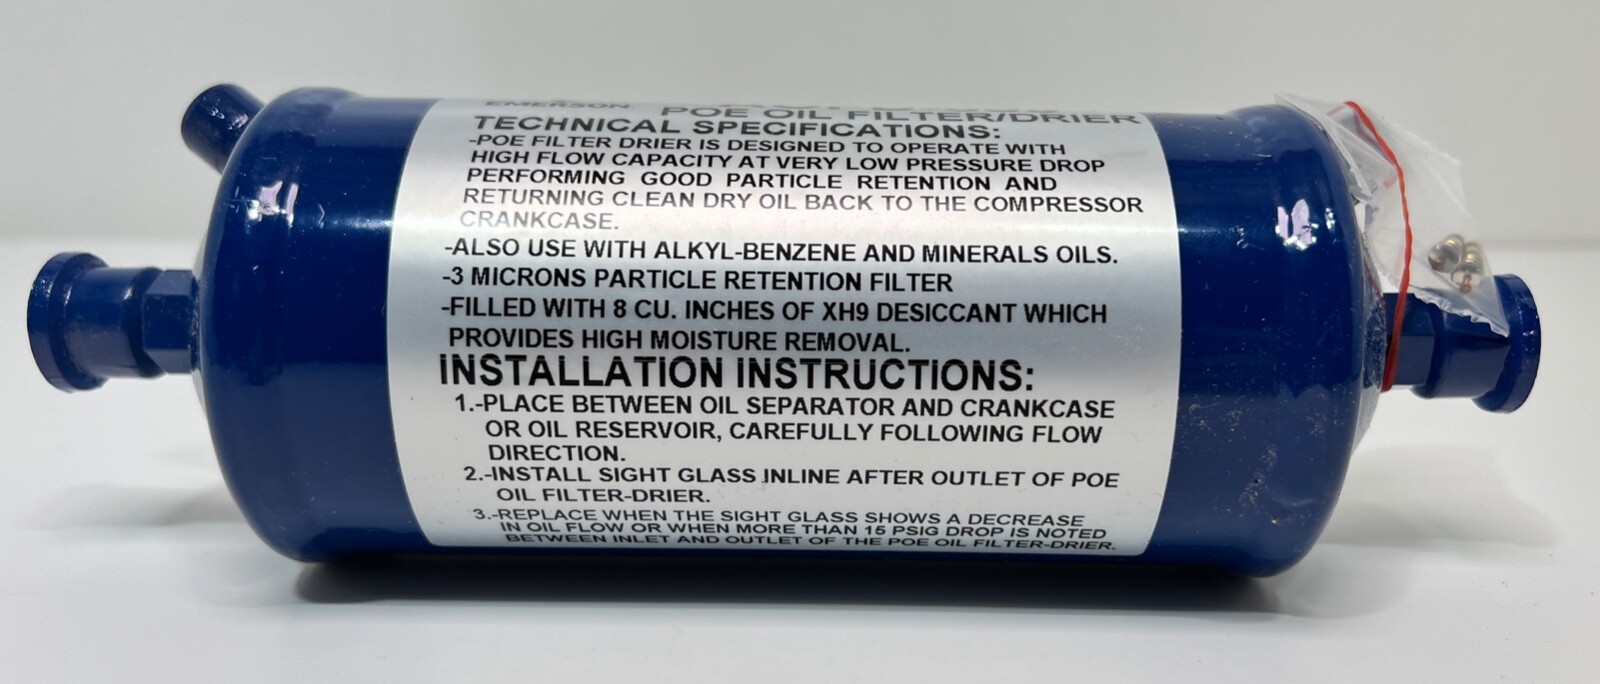 EMERSON.
POE OIL FILTER/DRIER
TECHNICAL SPECIFICATIONS:
-POE FILTER DRIER IS DESIGNED TO OPERATE WITH
HIGH FLOW CAPACITY AT VERY LOW PRESSURE DROP
PERFORMING GOOD PARTICLE RETENTION AND
RETURNING CLEAN DRY OIL BACK TO THE COMPRESSOR
CRANKCASE.
-ALSO USE WITH ALKYL-BENZENE AND MINERALS OILS.
-3 MICRONS PARTICLE RETENTION FILTER
-FILLED WITH 8 CU. INCHES OF XH9 DESICCANT WHICH
PROVIDES HIGH MOISTURE REMOVAL.
INSTALLATION INSTRUCTIONS:
1.-PLACE BETWEEN OIL SEPARATOR AND CRANKCASE
OR OIL RESERVOIR, CAREFULLY FOLLOWING FLOW
DIRECTION.
2.-INSTALL SIGHT GLASS INLINE AFTER OUTLET OF POE
OIL FILTER-DRIER.
3.-REPLACE WHEN THE SIGHT GLASS SHOWS A DECREASE
IN OIL FLOW OR WHEN MORE THAN 15 PSIG DROP IS NOTED
BETWEEN INLET AND OUTLET OF THE POE OIL FILTER-DRIER.